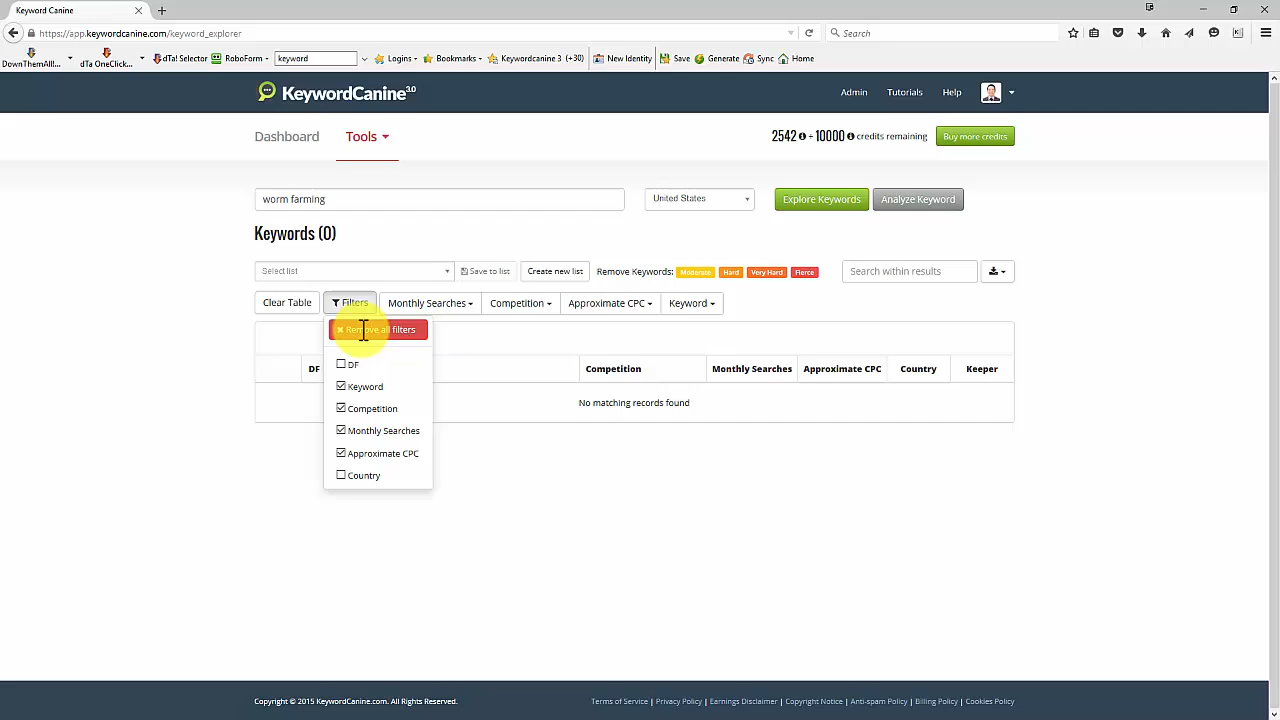 Keyword Canine
https://app.keywordcanine.com/keyword_explorer
Search
DownThemAll!...
dTa OneClick...
dTa! Selector
RoboForm
keyword
Logins
Bookmarks
Keywordcanine 3 (+30)
New Identity
Save
Generate
Sync
Home
KeywordCanine 3.0
Admin
Tutorials
Help
Dashboard
Tools
2542 + 10000 credits remaining
Buy more credits
worm farming
United States
Explore Keywords
Analyze Keyword
Keywords (0)
Select list
Save to list
Create new list
Remove Keywords:
Moderate
Hard
Very Hard
Fierce
Search within results
Clear Table
Filters
Monthly Searches
Competition
Approximate CPC
Keyword
Remove all filters
DF
Keyword
Competition
Monthly Searches
Approximate CPC
Country
DF
Competition
Monthly Searches
Approximate CPC
Country
Keeper
No matching records found
Copyright © 2015 KeywordCanine.com. All Rights Reserved.
Terms of Service | Privacy Policy | Earnings Disclaimer | Copyright Notice | Anti-spam Policy | Billing Policy | Cookies Policy